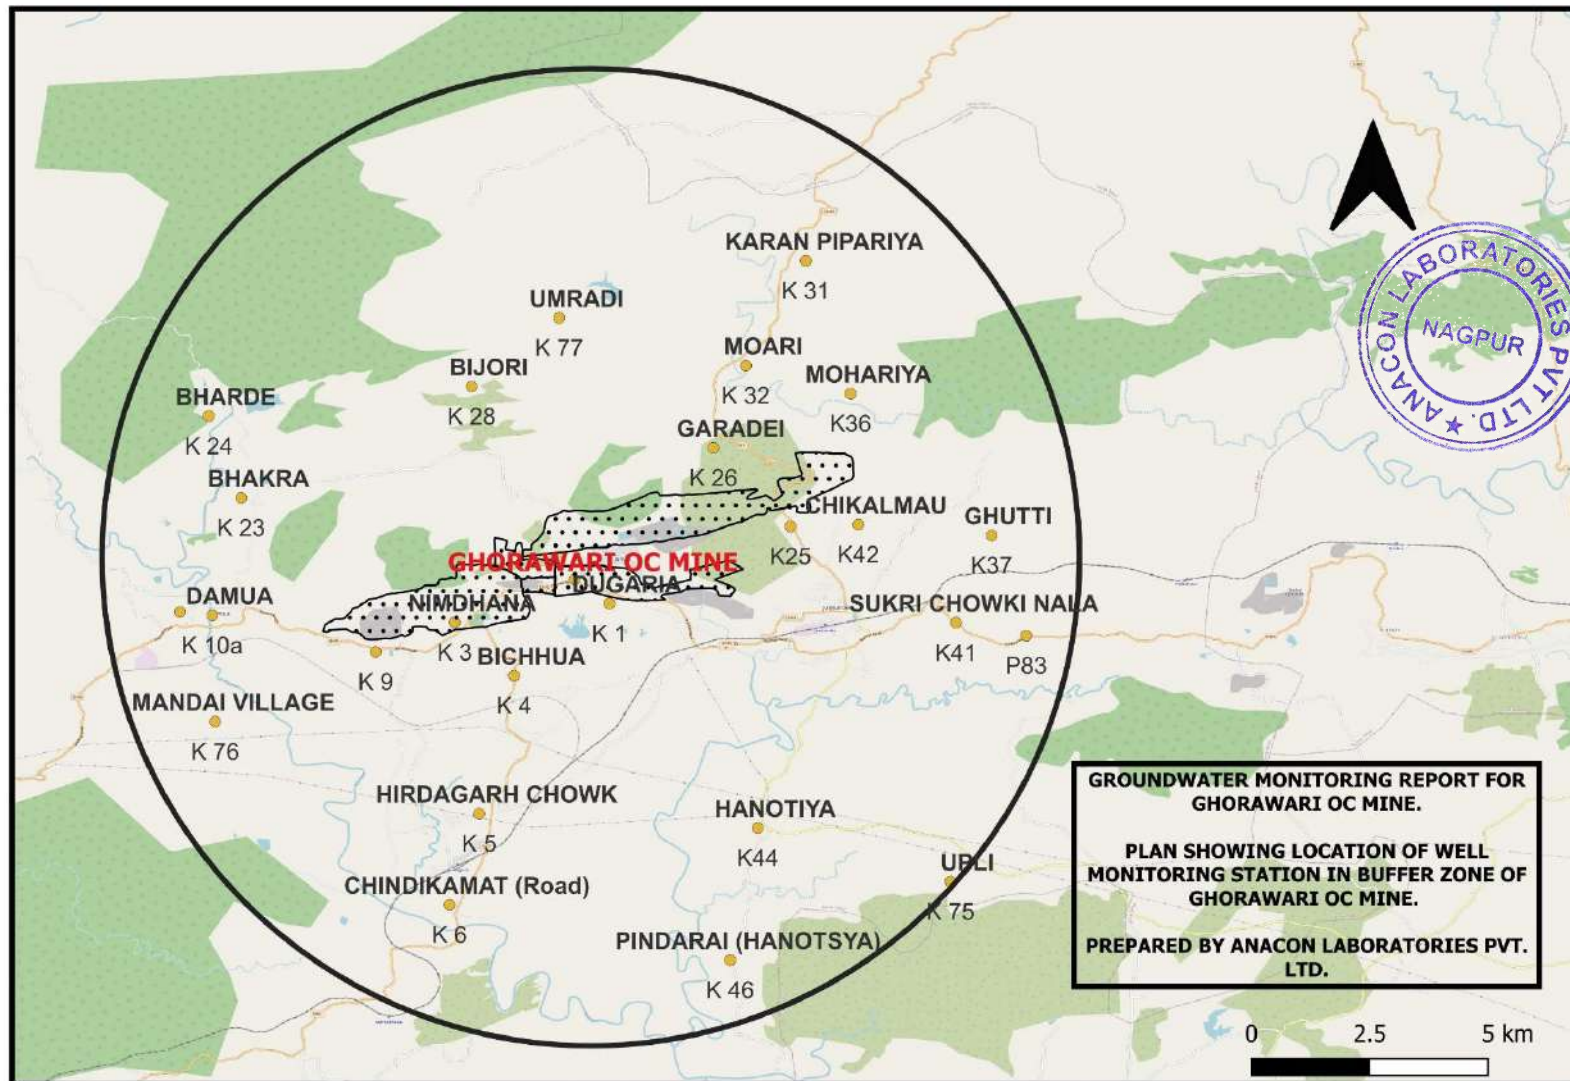 KARAN PIPARIYA
K 31
UMRADI
K 77
MOARI
K 32
BIJORI
K 28
MOHARIYA
K36
BHARDE
K 24
GARADEI
K 26
BHAKRA
K 23
CHIKALMAU
K25
K42
GHUTTI
K37
GHORAWARI OC MINE
DUGARIA
K 1
NIMDHANA
K 3
DAMUA
K 10a
SUKRI CHOWKI NALA
K41
P83
K 9
BICHHUA
K 4
MANDAI VILLAGE
K 76
HIRDAGARH CHOWK
K 5
HANOTIYA
K44
CHINDIKAMAT (Road)
K 6
K 75
PINDARAI (HANOTSYA)
K 46
ANACON LABORATORIES PVT LTD.
NAGPUR
GROUNDWATER MONITORING REPORT FOR
GHORAWARI OC MINE.
PLAN SHOWING LOCATION OF WELL
MONITORING STATION IN BUFFER ZONE OF
GHORAWARI OC MINE.
PREPARED BY ANACON LABORATORIES PVT.
LTD.
0 2.5 5 km